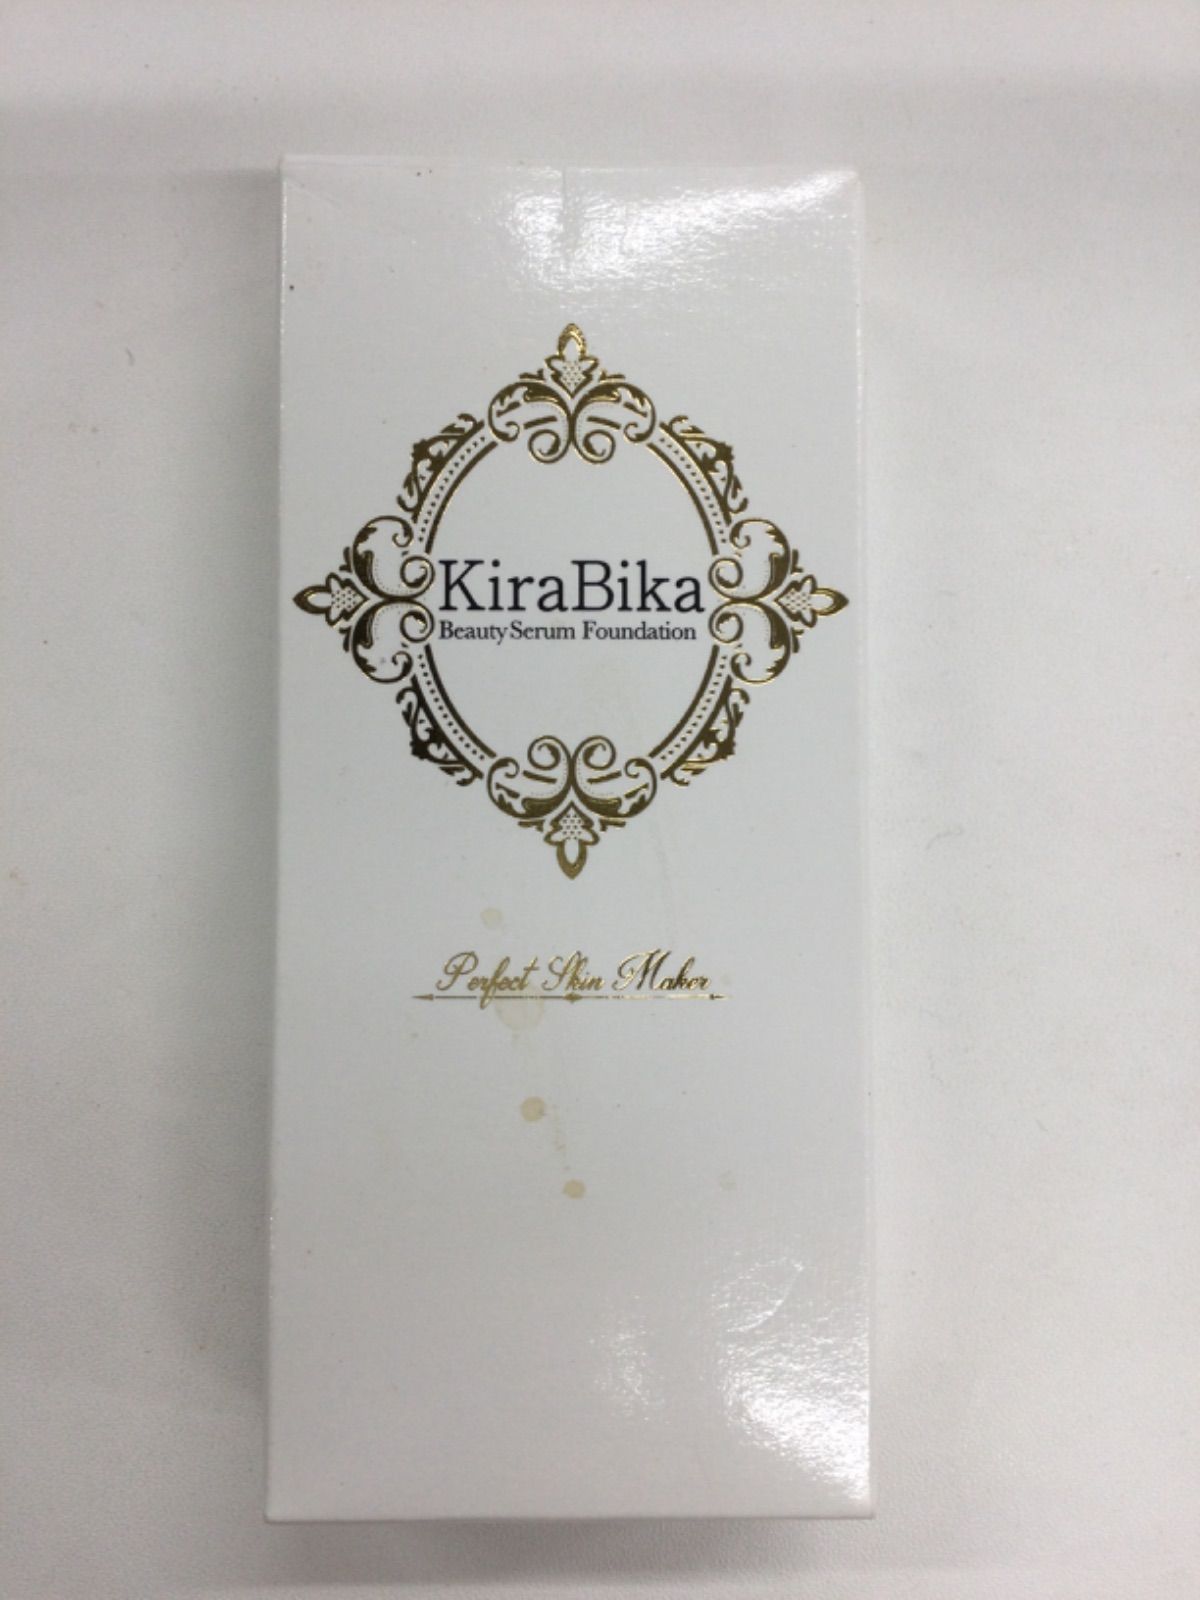 KiraBika
Beauty Serum Foundation
Perfect Skin Maker